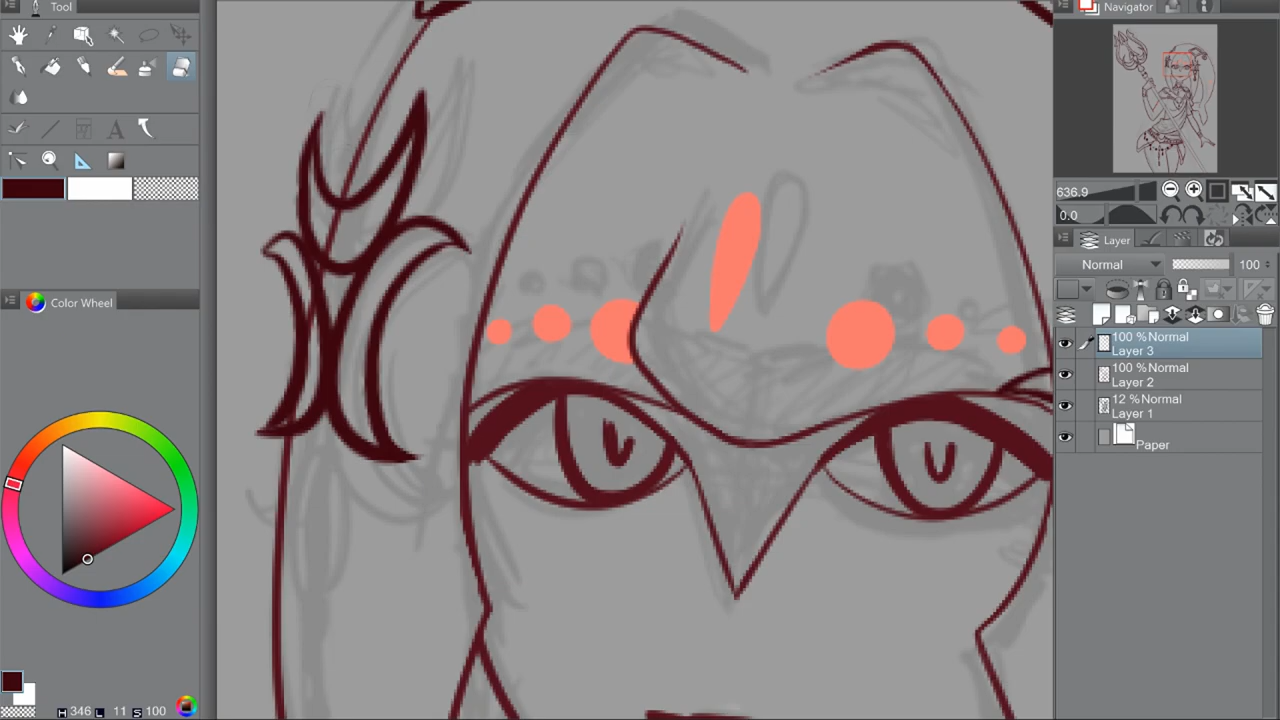 Tool
Navigator
636.9
0.0
Layer
Normal
100
100 %Normal
Layer 3
100 %Normal
Layer 2
12 %Normal
Layer 1
Paper
Color Wheel
H 346 L 11 S 100